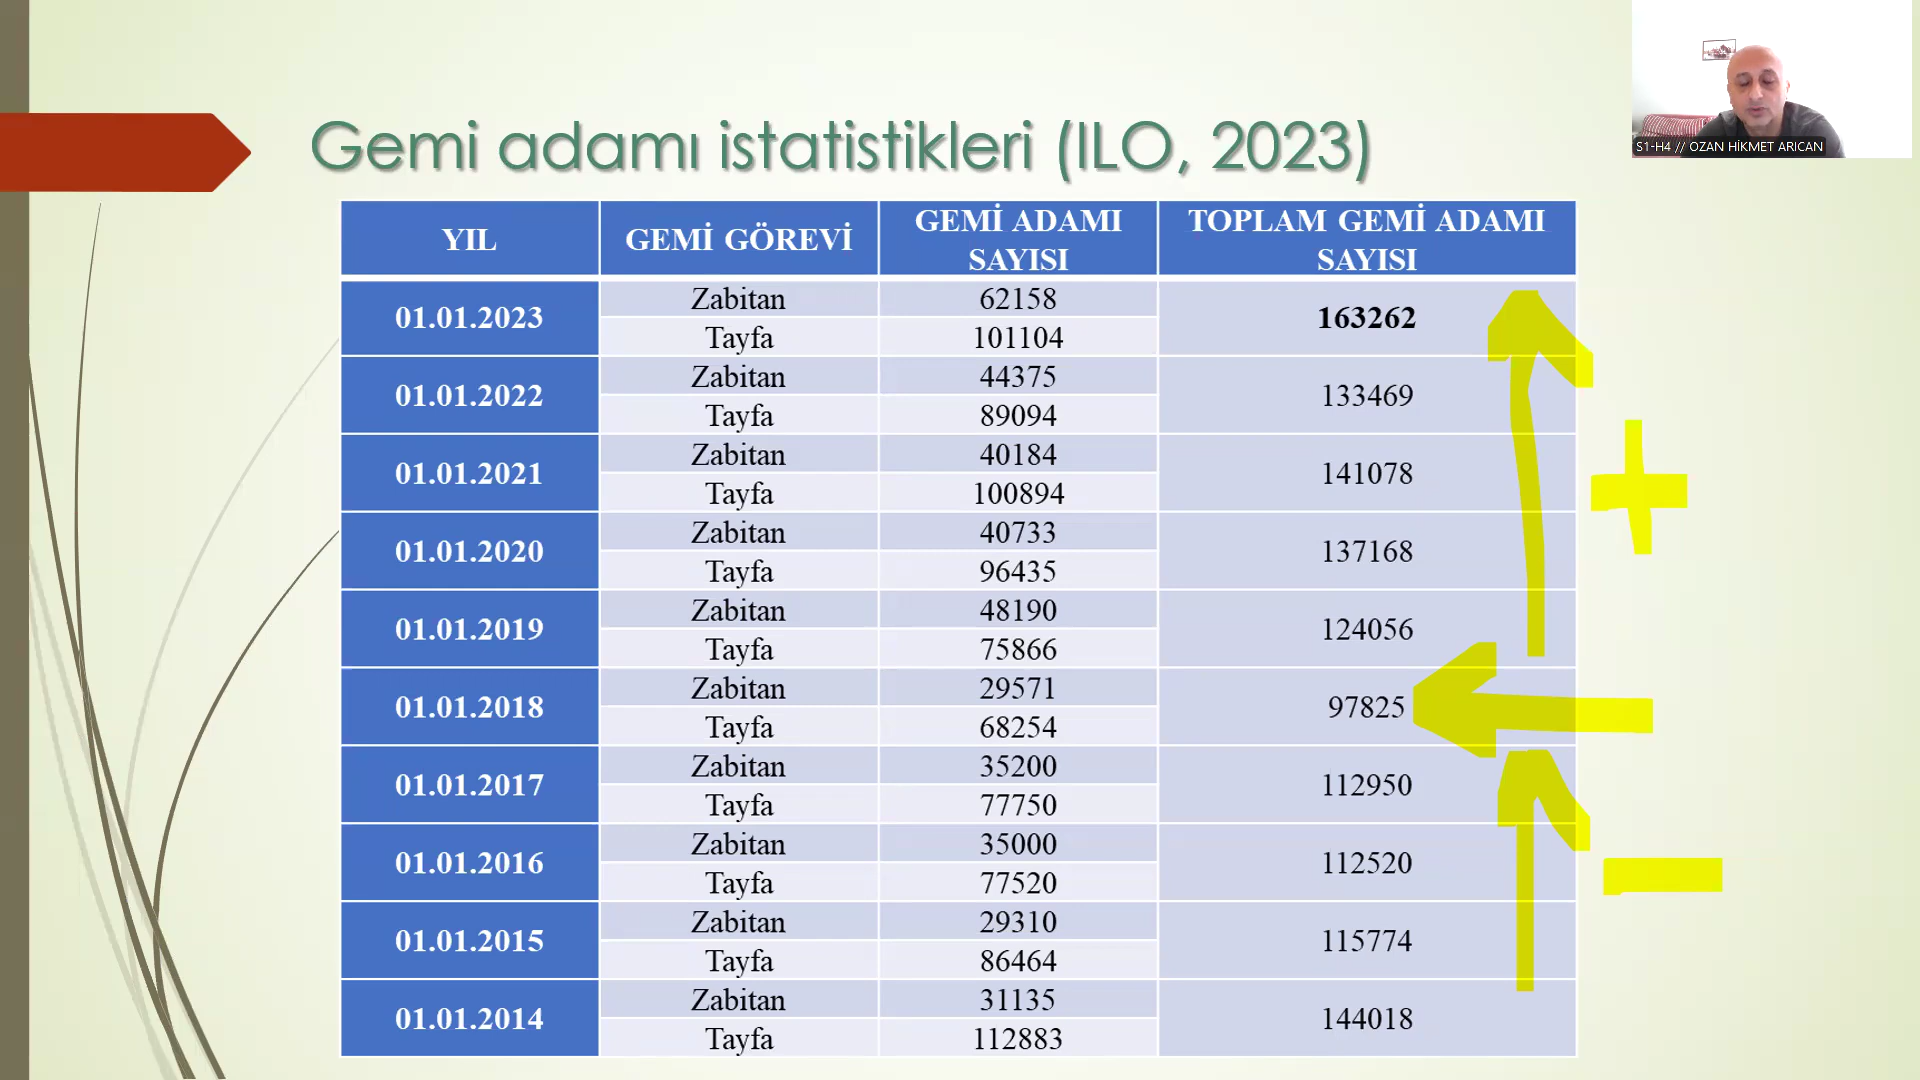 Gemi adamı istatistikleri (ILO, 2023)
S1-H4 // OZAN HİKMET ARICAN
YIL GEMİ GÖREVİ GEMİ ADAMI SAYISI TOPLAM GEMİ ADAMI SAYISI
01.01.2023 Zabitan 62158 163262
Tayfa 101104
01.01.2022 Zabitan 44375 133469
Tayfa 89094
01.01.2021 Zabitan 40184 141078
Tayfa 100894
01.01.2020 Zabitan 40733 137168
Tayfa 96435
01.01.2019 Zabitan 48190 124056
Tayfa 75866
01.01.2018 Zabitan 29571 97825
Tayfa 68254
01.01.2017 Zabitan 35200 112950
Tayfa 77750
01.01.2016 Zabitan 35000 112520
Tayfa 77520
01.01.2015 Zabitan 29310 115774
Tayfa 86464
01.01.2014 Zabitan 31135 144018
Tayfa 112883
+
-